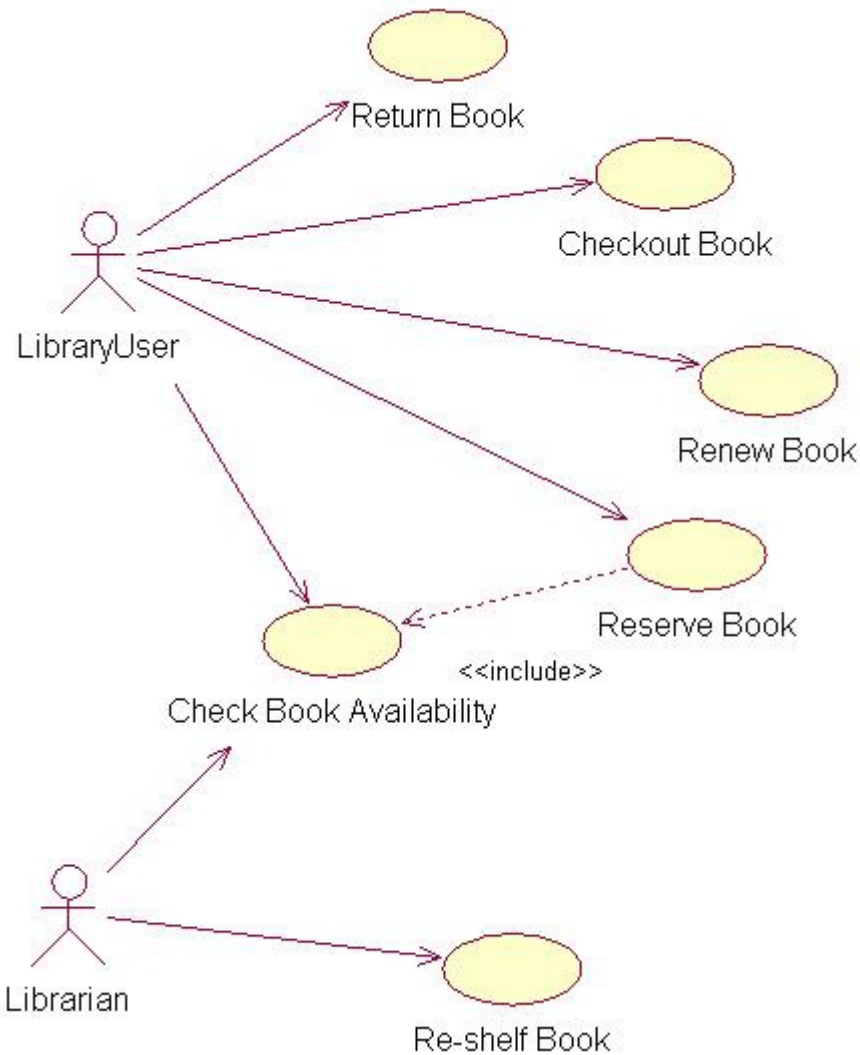 Return Book
Checkout Book
LibraryUser
Renew Book
Reserve Book
<<include>>
Check Book Availability
Librarian
Re-shelf Book